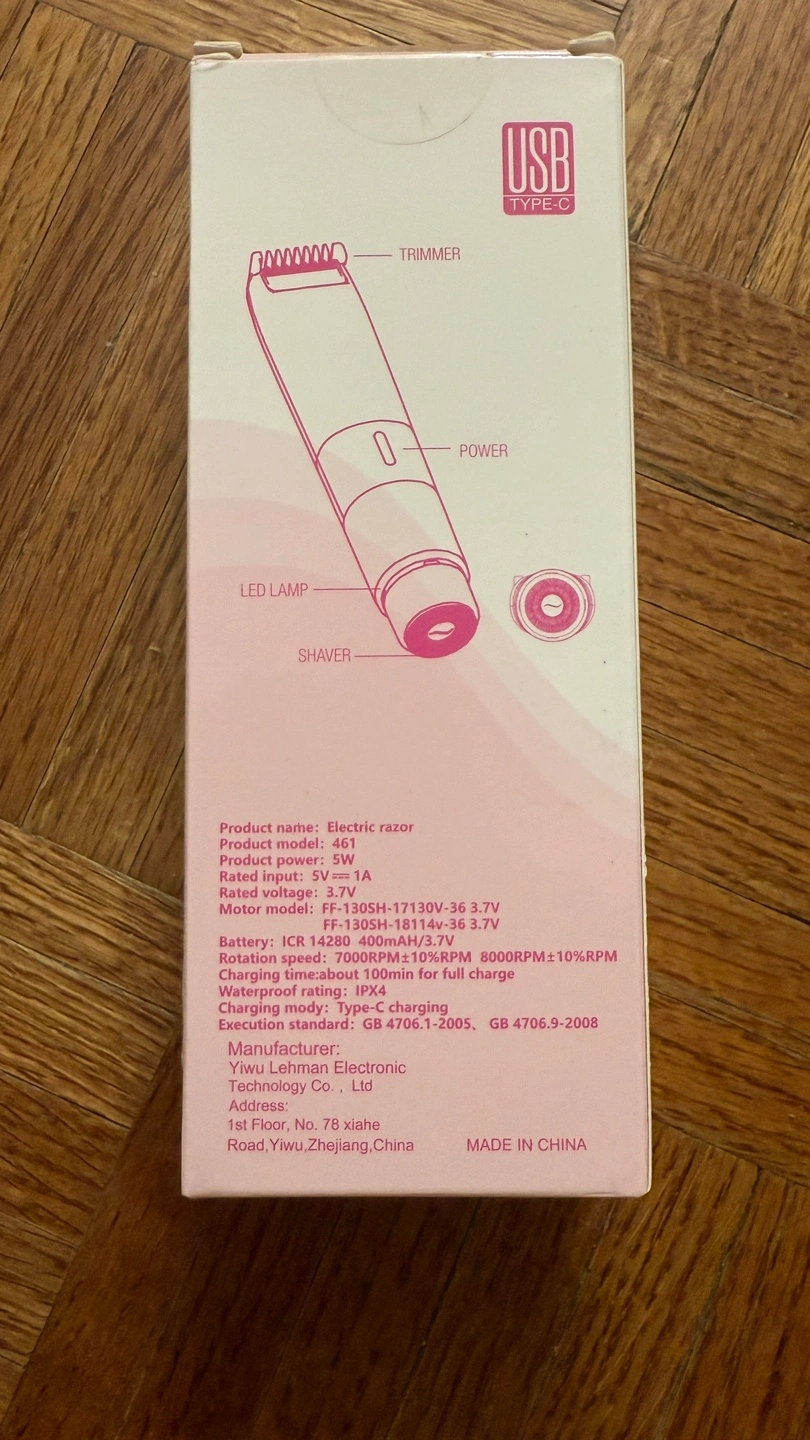 USB
TYPE-C
TRIMMER
POWER
LED LAMP
SHAVER
Product name: Electric razor
Product model: 461
Product power: 5W
Rated input: 5V⎓1A
Rated voltage: 3.7V
Motor model: FF-130SH-17130V-36 3.7V
FF-130SH-18114v-36 3.7V
Battery: ICR 14280 400mAH/3.7V
Rotation speed: 7000RPM±10%RPM 8000RPM±10%RPM
Charging time:about 100min for full charge
Waterproof rating: IPX4
Charging mody: Type-C charging
Execution standard: GB 4706.1-2005、 GB 4706.9-2008
Manufacturer:
Yiwu Lehman Electronic
Technology Co. , Ltd
Address:
1st Floor, No. 78 xiahe
Road,Yiwu,Zhejiang,China MADE IN CHINA